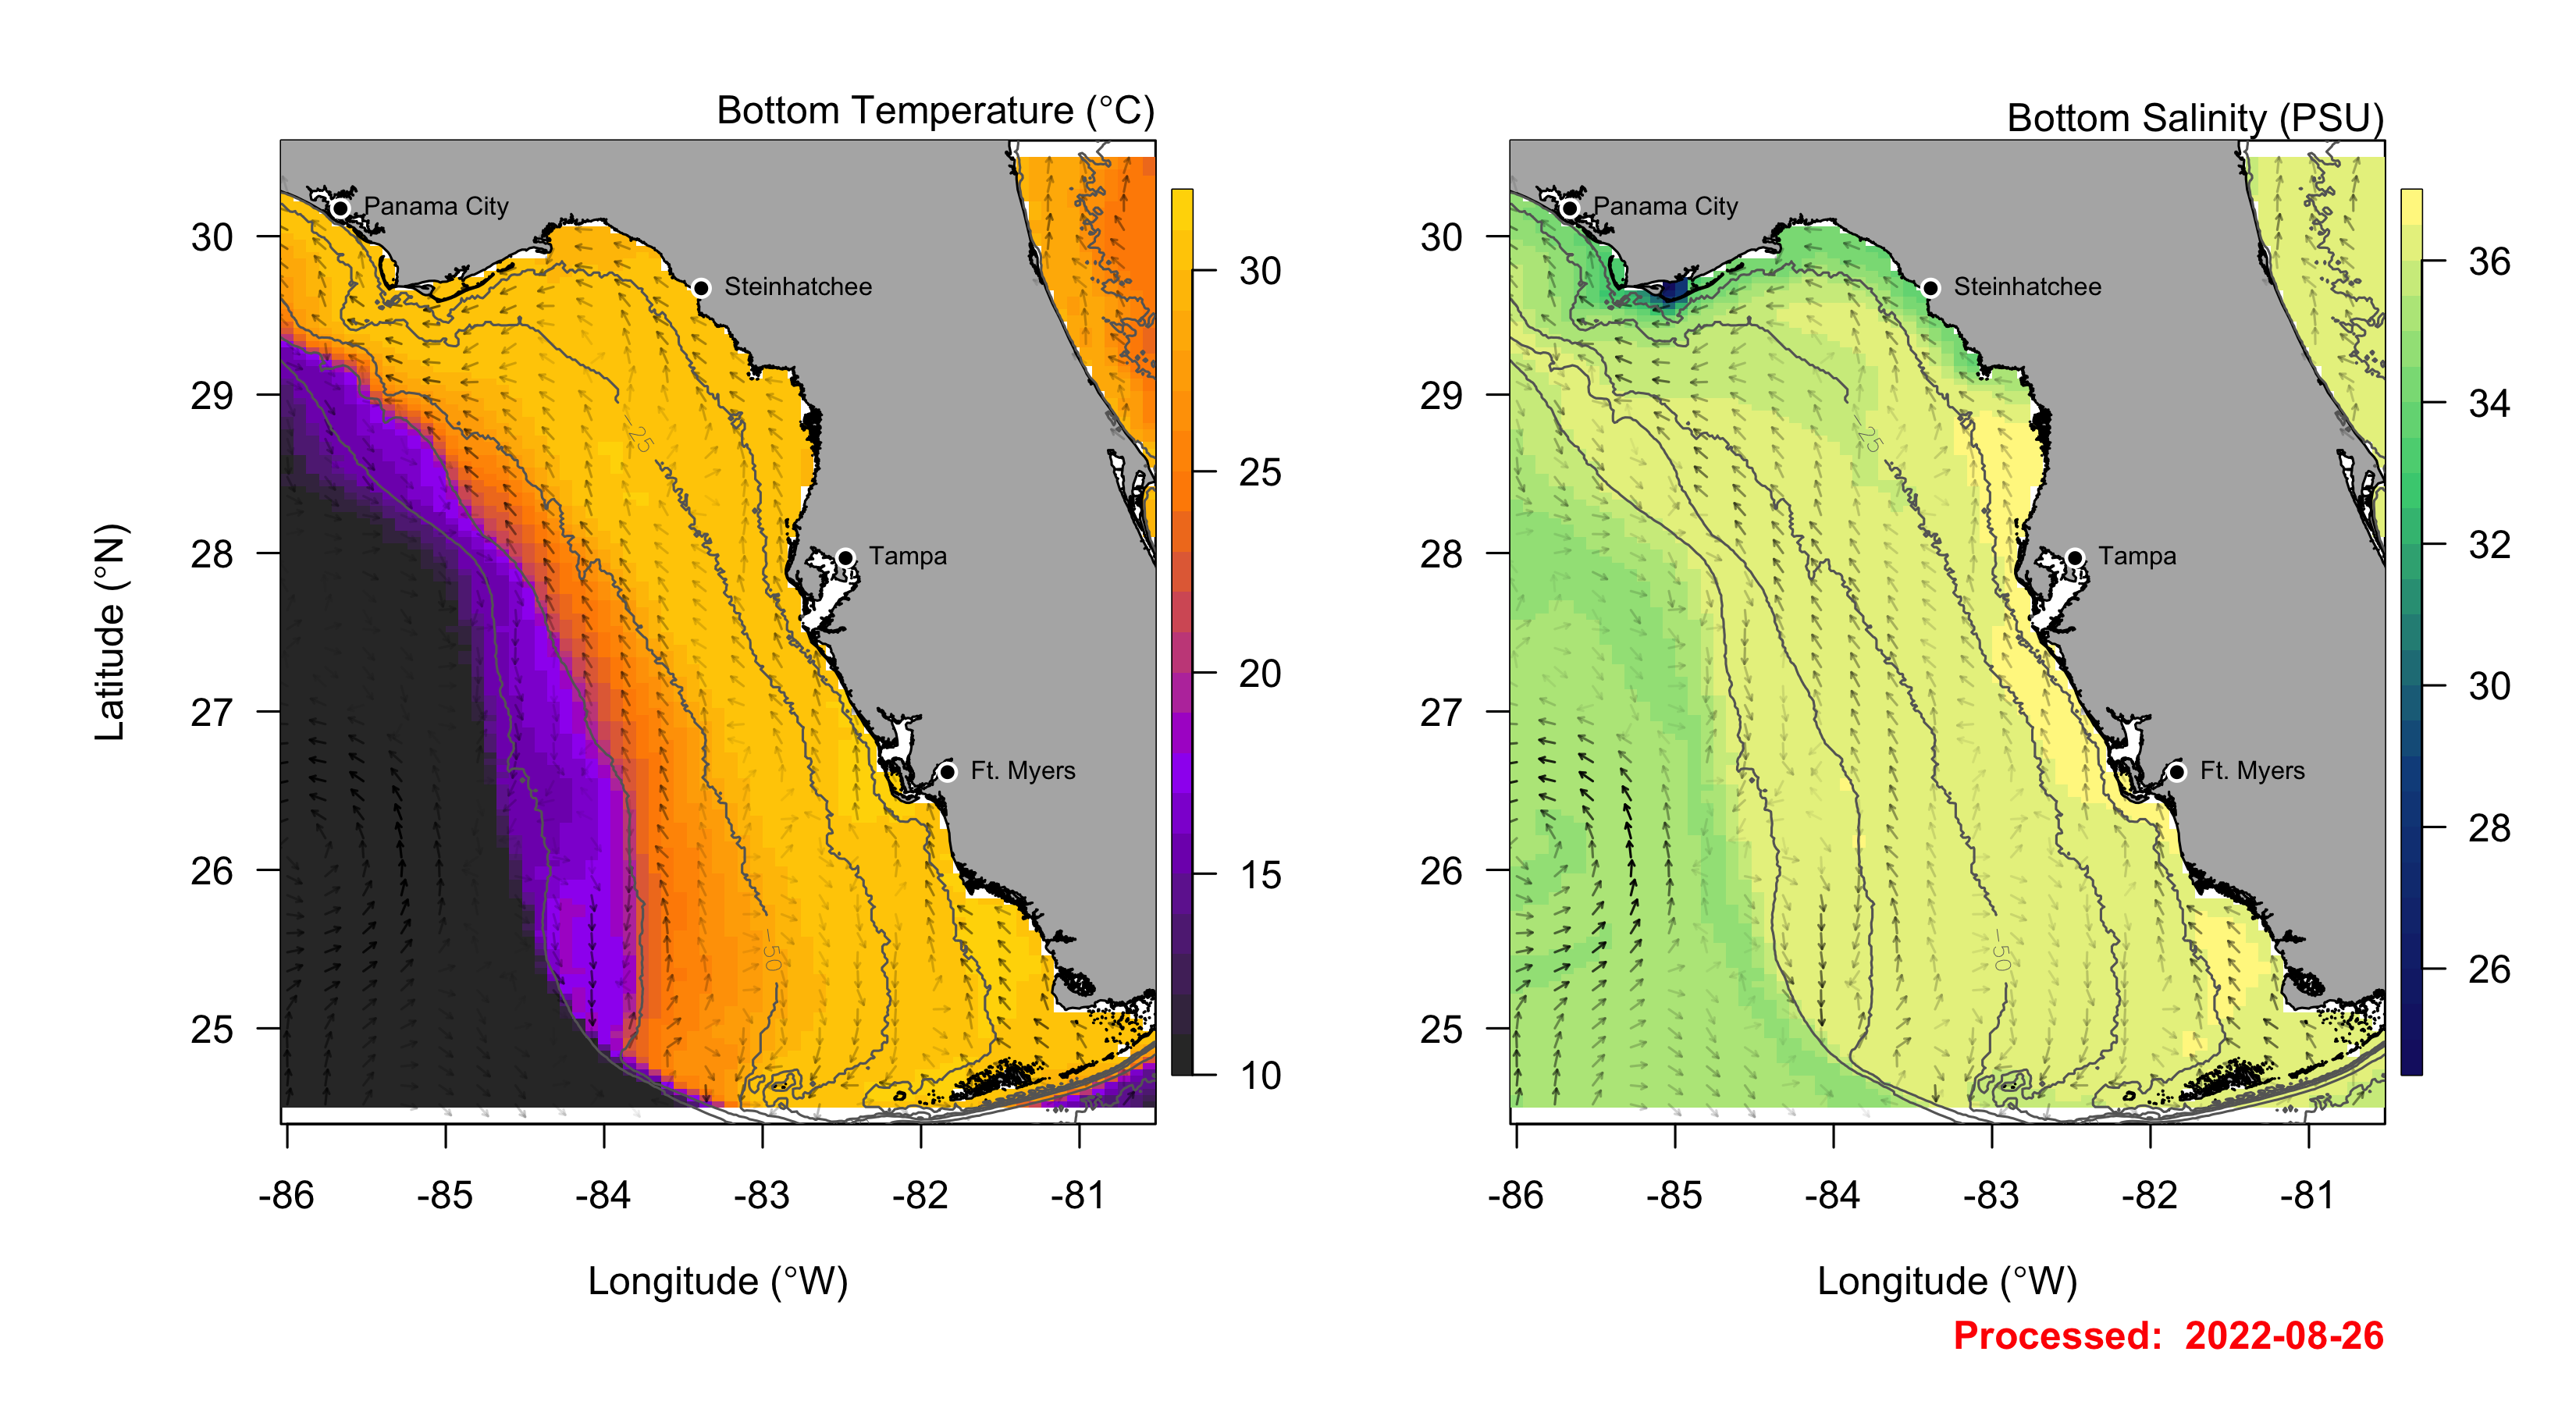 Bottom Temperature (°C)
Panama City
Steinhatchee
Tampa
Ft. Myers
−25
−50
30
29
28
27
26
25
Latitude (°N)
-86
-85
-84
-83
-82
-81
Longitude (°W)
30
25
20
15
10
Bottom Salinity (PSU)
Panama City
Steinhatchee
Tampa
Ft. Myers
−25
−50
30
29
28
27
26
25
-86
-85
-84
-83
-82
-81
Longitude (°W)
36
34
32
30
28
26
Processed: 2022-08-26